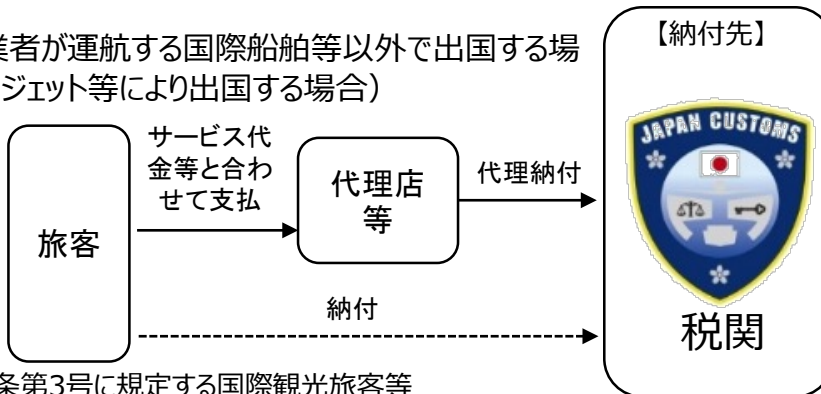 業者が運航する国際船舶等以外で出国する場
ジェット等により出国する場合）
【納付先】
JAPAN CUSTOMS
サービス代
金等と合わ
せて支払
代理店
等
代理納付
旅客
納付
税関
条第3号に規定する国際観光旅客等